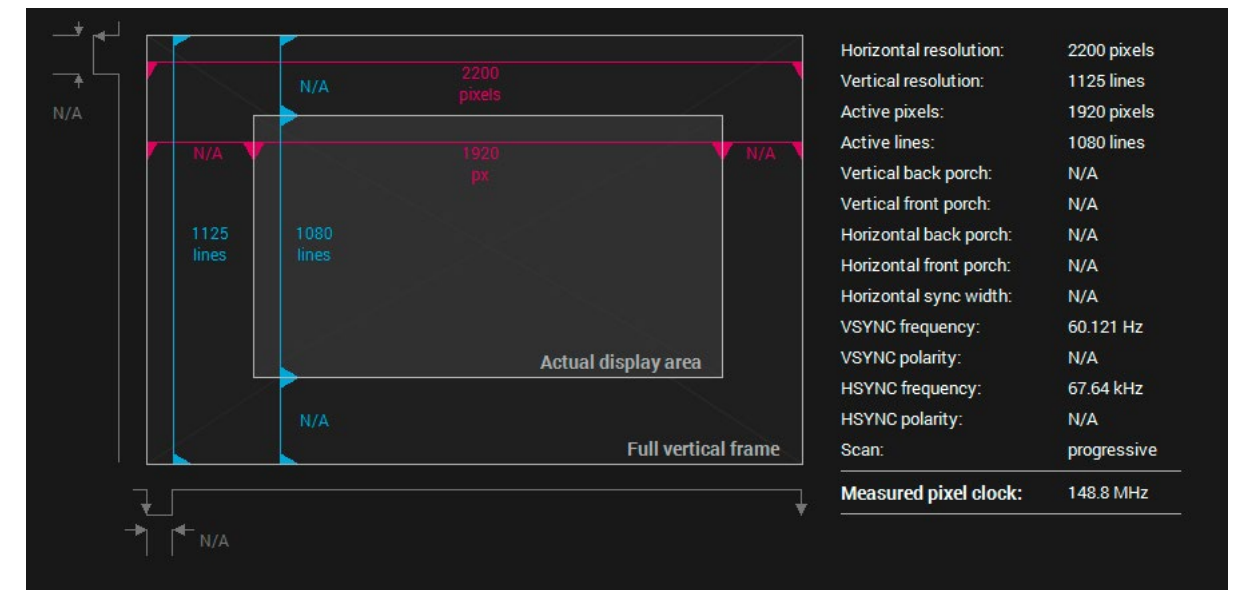 N/A
2200
pixels
N/A
N/A
1920
px
N/A
1125
lines
1080
lines
Actual display area
N/A
Full vertical frame
N/A
Horizontal resolution: 2200 pixels
Vertical resolution: 1125 lines
Active pixels: 1920 pixels
Active lines: 1080 lines
Vertical back porch: N/A
Vertical front porch: N/A
Horizontal back porch: N/A
Horizontal front porch: N/A
Horizontal sync width: N/A
VSYNC frequency: 60.121 Hz
VSYNC polarity: N/A
HSYNC frequency: 67.64 kHz
HSYNC polarity: N/A
Scan: progressive
Measured pixel clock: 148.8 MHz